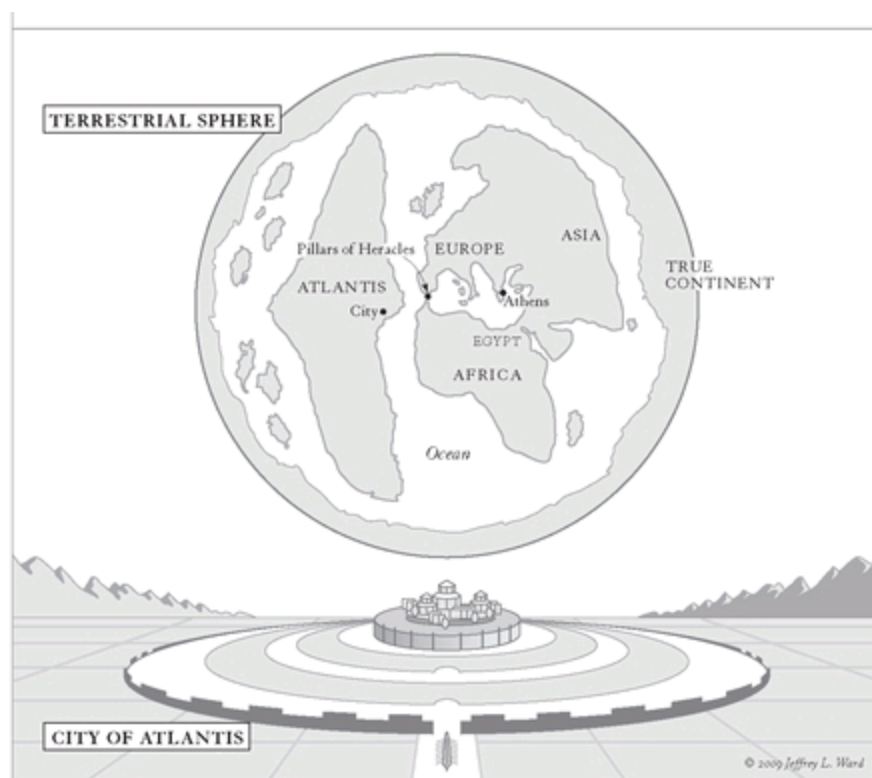 TERRESTRIAL SPHERE
Pillars of Heracles
EUROPE
ASIA
TRUE
CONTINENT
ATLANTIS
City
Athens
EGYPT
AFRICA
Ocean
CITY OF ATLANTIS
© 2009 Jeffrey L. Ward